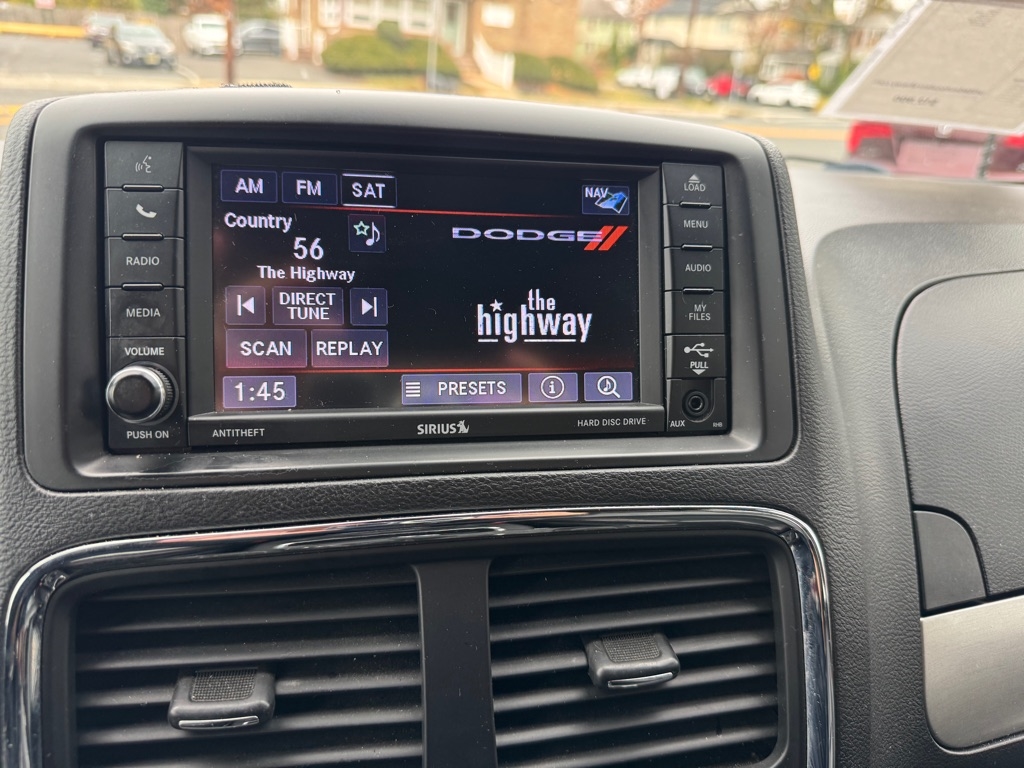 AM FM SAT NAV
Country
56
The Highway
DIRECT
TUNE
SCAN REPLAY
1:45
PRESETS
DODGE
the
highway
RADIO
MEDIA
VOLUME
PUSH ON
ANTITHEFT
SIRIUS
HARD DISC DRIVE
LOAD
MENU
AUDIO
MY
FILES
PULL
AUX
RHB